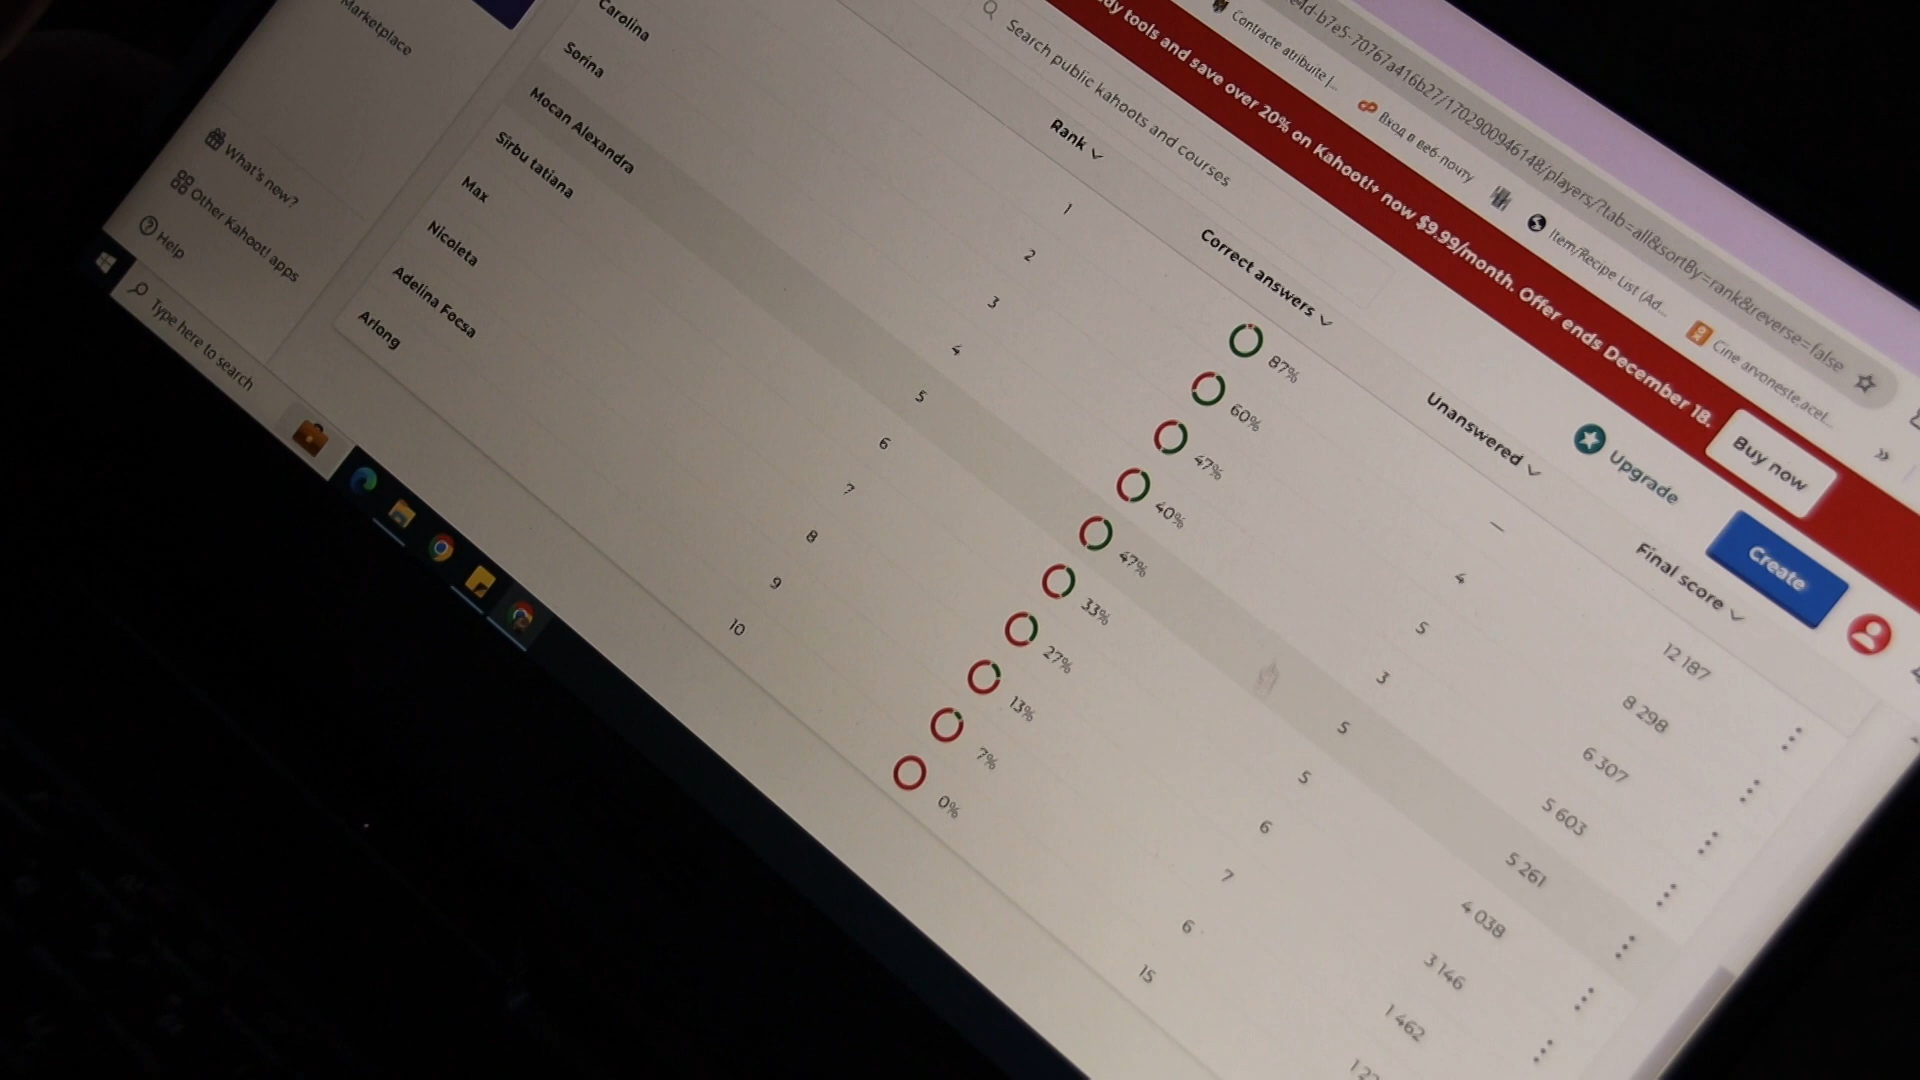 e4d-b7e5-70767a416b27/1702900946148/players/?tab=all&sortBy=rank&reverse=false
Contracte atribuite |... Вход в веб-почту Item/Recipe List (Ad... Cine arvoneste,acel... »
tools and save over 20% on Kahoot!+ now $9.99/month. Offer ends December 18. Buy now
Search public kahoots and courses Upgrade Create
Rank Correct answers Unanswered Final score
1 87% — 12 187
2 60% 4 8 298
Carolina 3 47% 5 6 307
Sorina 4 40% 3 5 603
Mocan Alexandra 5 47% 5 5 261
Sirbu tatiana 6 33% 5 4 038
Max 7 27% 6 3 146
Nicoleta 8 13% 7 1 462
Adelina Focsa 9 7% 6
Arlong 10 0% 15
Marketplace
What's new?
Other Kahoot! apps
Help
Type here to search